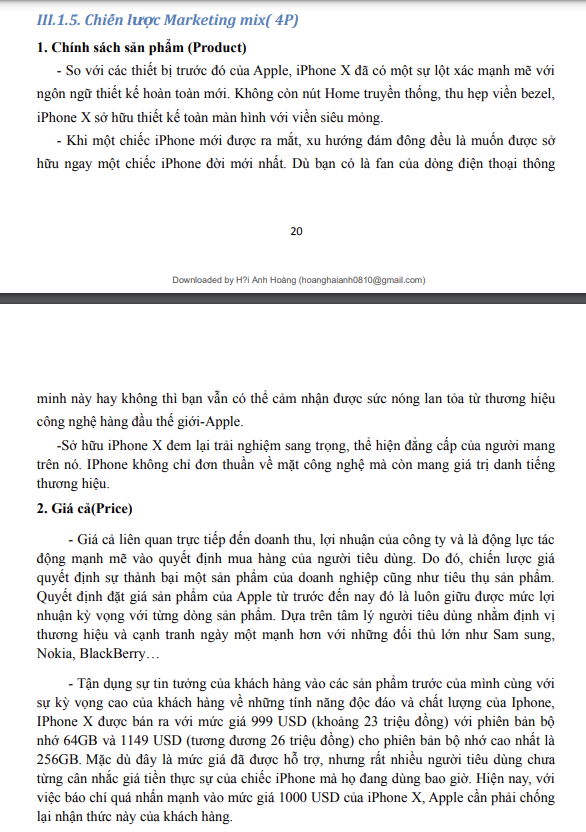 III.1.5. Chiến lược Marketing mix( 4P)
1. Chính sách sản phẩm (Product)
- So với các thiết bị trước đó của Apple, iPhone X đã có một sự lột xác mạnh mẽ với
ngôn ngữ thiết kế hoàn toàn mới. Không còn nút Home truyền thống, thu hẹp viền bezel,
iPhone X sở hữu thiết kế toàn màn hình với viền siêu mỏng.
- Khi một chiếc iPhone mới được ra mắt, xu hướng đám đông đều là muốn được sở
hữu ngay một chiếc iPhone đời mới nhất. Dù bạn có là fan của dòng điện thoại thông
20
Downloaded by H?i Anh Hoàng (hoanghaianh0810@gmail.com)
minh này hay không thì bạn vẫn có thể cảm nhận được sức nóng lan tỏa từ thương hiệu
công nghệ hàng đầu thế giới-Apple.
-Sở hữu iPhone X đem lại trải nghiệm sang trọng, thể hiện đẳng cấp của người mang
trên nó. IPhone không chỉ đơn thuần về mặt công nghệ mà còn mang giá trị danh tiếng
thương hiệu.
2. Giá cả(Price)
- Giá cả liên quan trực tiếp đến doanh thu, lợi nhuận của công ty và là động lực tác
động mạnh mẽ vào quyết định mua hàng của người tiêu dùng. Do đó, chiến lược giá
quyết định sự thành bại một sản phẩm của doanh nghiệp cũng như tiêu thụ sản phẩm.
Quyết định đặt giá sản phẩm của Apple từ trước đến nay đó là luôn giữu được mức lợi
nhuận kỳ vọng với từng dòng sản phẩm. Dựa trên tâm lý người tiêu dùng nhằm định vị
thương hiệu và cạnh tranh ngày một mạnh hơn với những đối thủ lớn như Sam sung,
Nokia, BlackBerry…
- Tận dụng sự tin tưởng của khách hàng vào các sản phẩm trước của mình cùng với
sự kỳ vọng cao của khách hàng về những tính năng độc đáo và chất lượng của Iphone,
IPhone X được bán ra với mức giá 999 USD (khoảng 23 triệu đồng) với phiên bản bộ
nhớ 64GB và 1149 USD (tương đương 26 triệu đồng) cho phiên bản bộ nhớ cao nhất là
256GB. Mặc dù đây là mức giá đã được hỗ trợ, nhưng rất nhiều người tiêu dùng chưa
từng cân nhắc giá tiền thực sự của chiếc iPhone mà họ đang dùng bao giờ. Hiện nay, với
việc báo chí quá nhấn mạnh vào mức giá 1000 USD của iPhone X, Apple cần phải chống
lại nhận thức này của khách hàng.